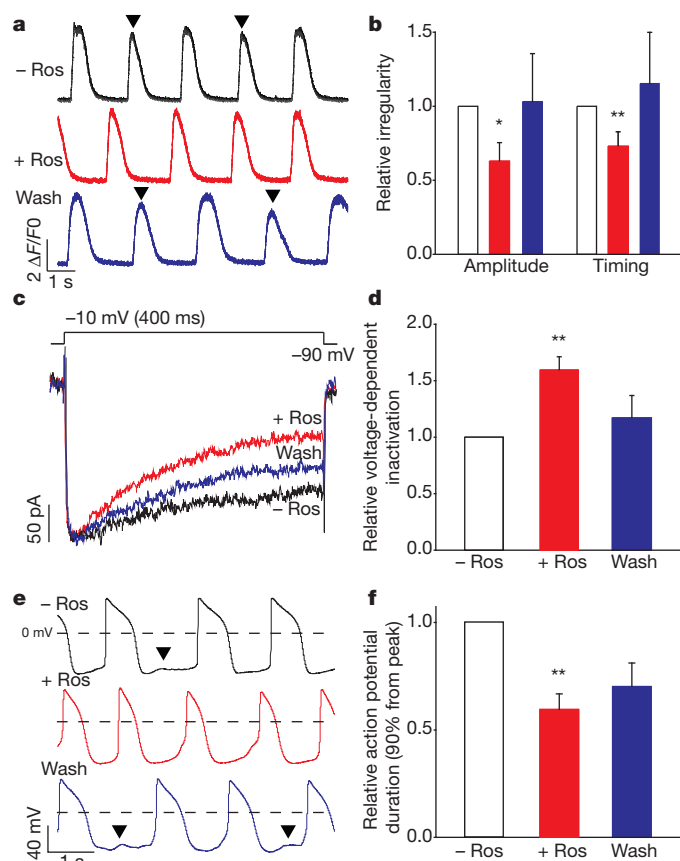 a
– Ros
+ Ros
Wash
2 ΔF/F0
1 s
b
Relative irregularity
1.5
1.0
0.5
0.0
*
**
Amplitude
Timing
c
–10 mV (400 ms)
–90 mV
+ Ros
Wash
– Ros
50 pA
d
Relative voltage-dependent
inactivation
2.0
1.5
1.0
0.5
0.0
**
– Ros
+ Ros
Wash
e
– Ros
0 mV
+ Ros
Wash
40 mV
1 s
f
Relative action potential
duration (90% from peak)
1.0
0.5
0.0
**
– Ros
+ Ros
Wash